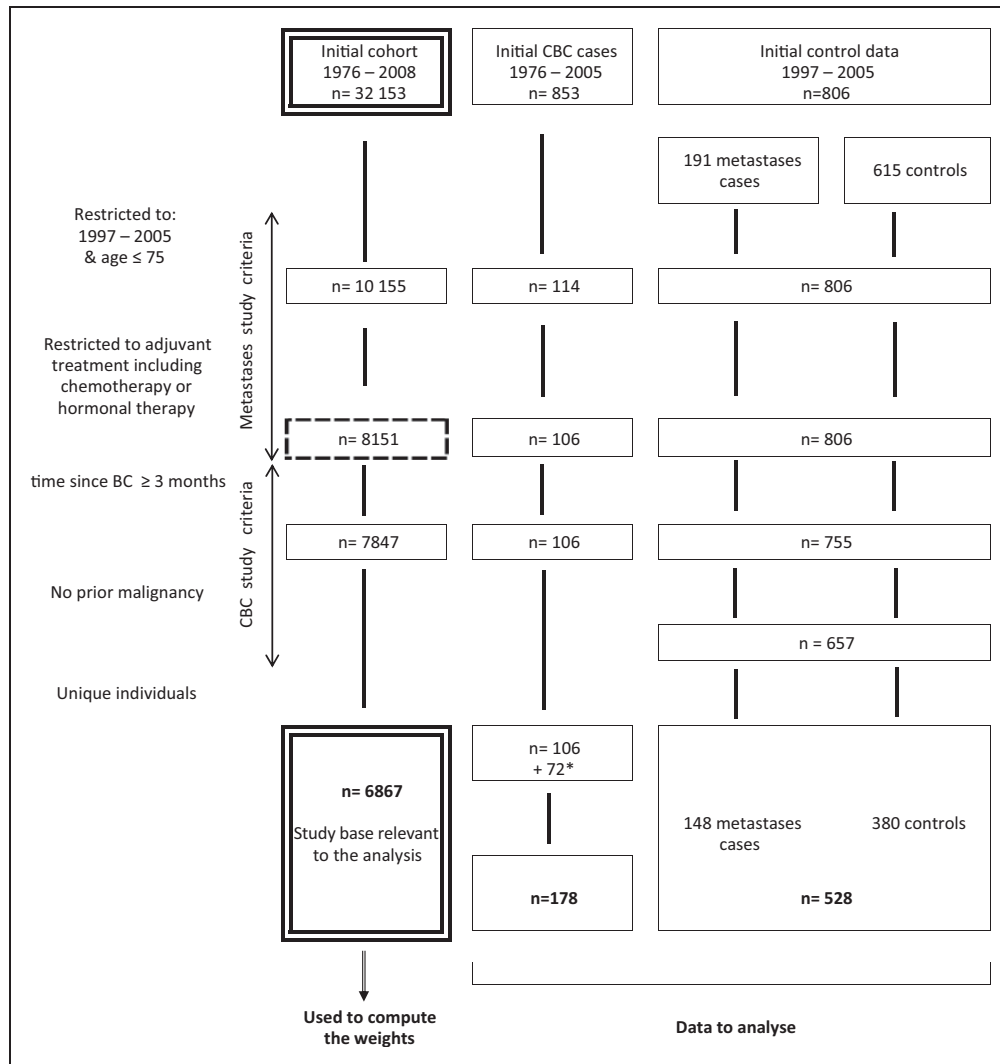 Initial cohort
1976 – 2008
n= 32 153
Initial CBC cases
1976 – 2005
n= 853
Initial control data
1997 – 2005
n=806
191 metastases
cases
615 controls
Restricted to:
1997 – 2005
& age ≤ 75
Metastases study criteria
n= 10 155
n= 114
n= 806
Restricted to adjuvant
treatment including
chemotherapy or
hormonal therapy
n= 8151
n= 106
n= 806
time since BC ≥ 3 months
CBC study criteria
n= 7847
n= 106
n= 755
No prior malignancy
n = 657
Unique individuals
n= 6867
Study base relevant
to the analysis
n= 106
+ 72*
n=178
148 metastases
cases
380 controls
n= 528
Used to compute
the weights
Data to analyse